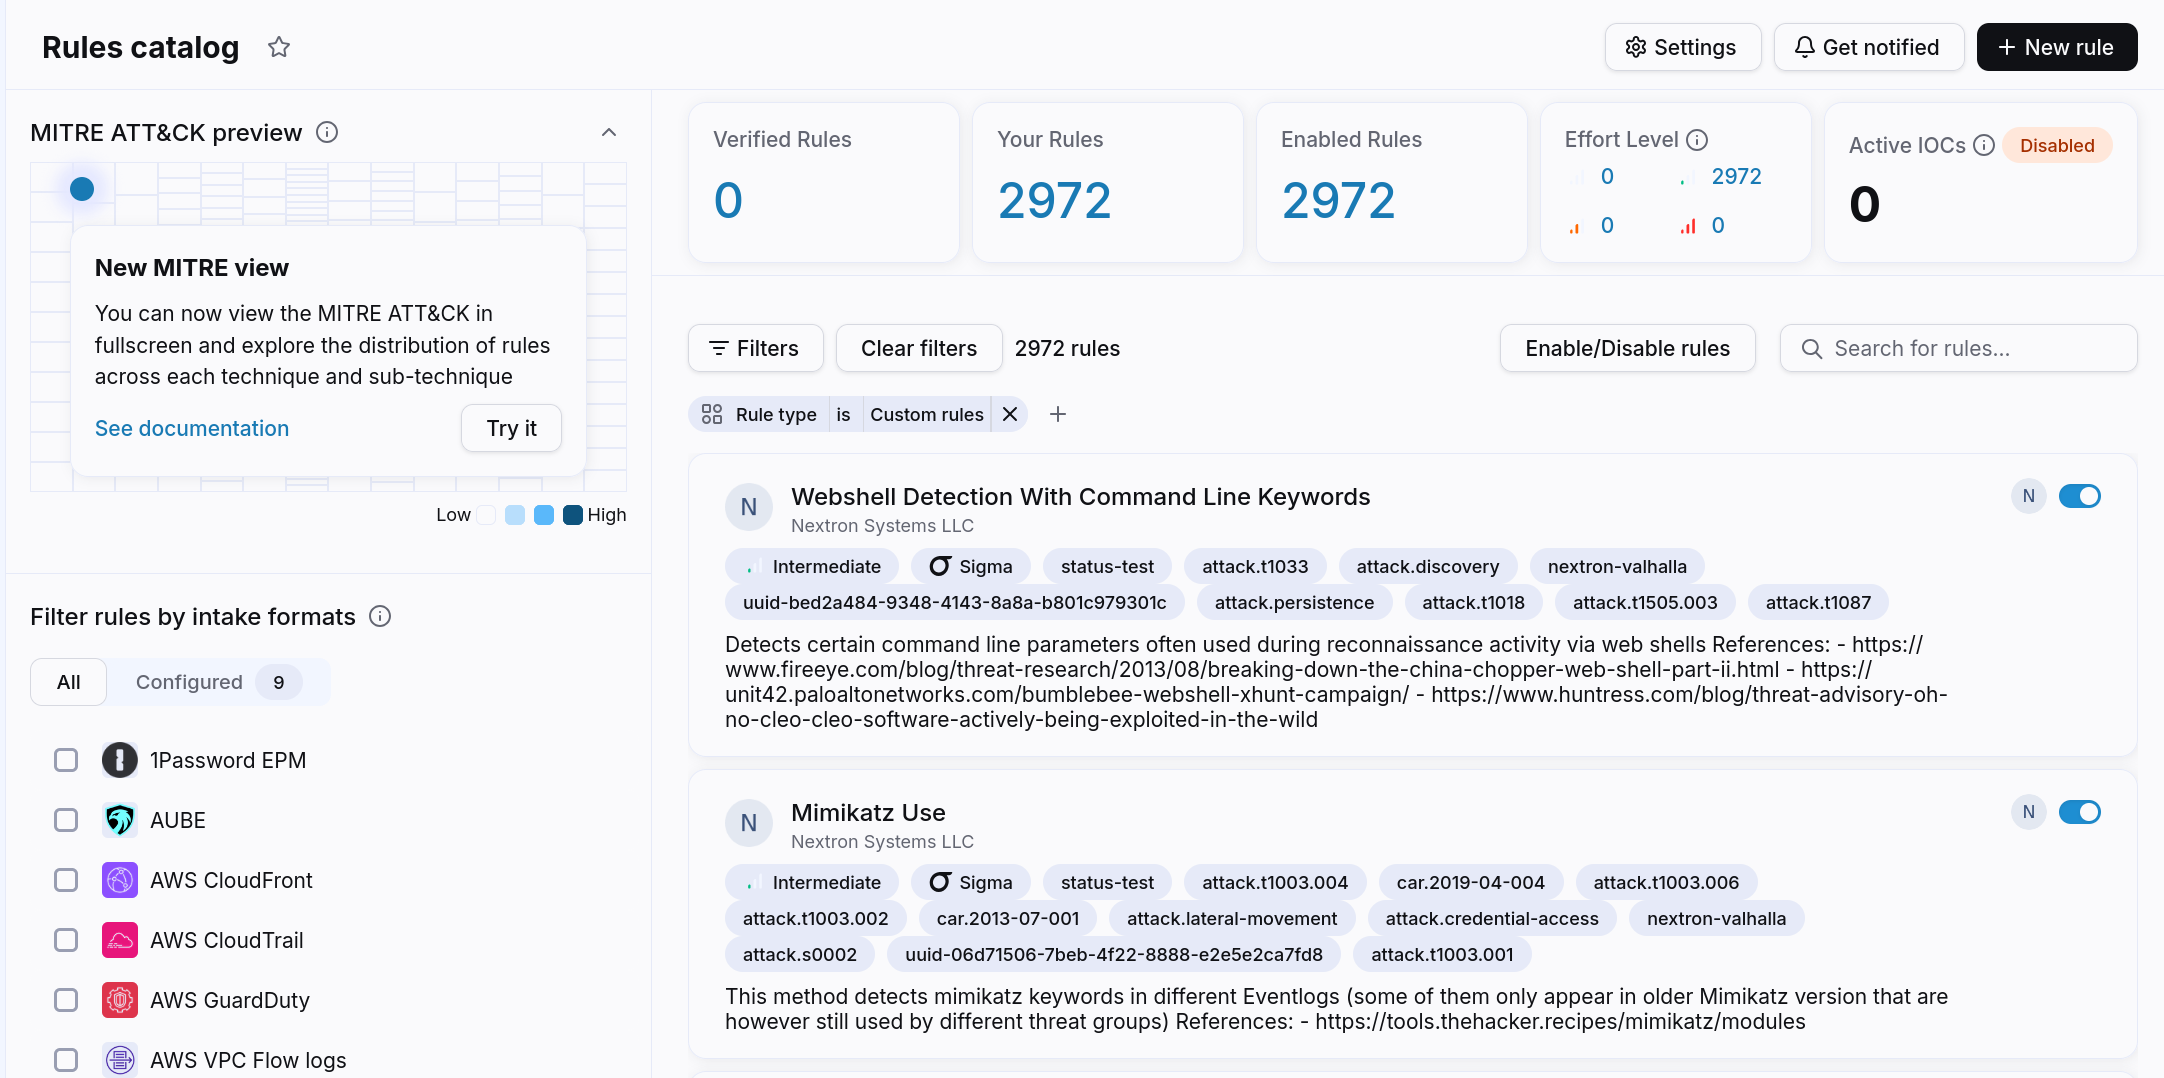 Rules catalog
Settings
Get notified
New rule
MITRE ATT&CK preview
New MITRE view
You can now view the MITRE ATT&CK in
fullscreen and explore the distribution of rules
across each technique and sub-technique
See documentation
Try it
Low
High
Filter rules by intake formats
All
Configured 9
1Password EPM
AUBE
AWS CloudFront
AWS CloudTrail
AWS GuardDuty
AWS VPC Flow logs
Verified Rules
0
Your Rules
2972
Enabled Rules
2972
Effort Level
0 2972
0 0
Active IOCs Disabled
0
Filters
Clear filters
2972 rules
Enable/Disable rules
Search for rules...
Rule type is Custom rules
N
Webshell Detection With Command Line Keywords
Nextron Systems LLC
N
Intermediate Sigma status-test attack.t1033 attack.discovery nextron-valhalla
uuid-bed2a484-9348-4143-8a8a-b801c979301c attack.persistence attack.t1018 attack.t1505.003 attack.t1087
Detects certain command line parameters often used during reconnaissance activity via web shells References: - https://
www.fireeye.com/blog/threat-research/2013/08/breaking-down-the-china-chopper-web-shell-part-ii.html - https://
unit42.paloaltonetworks.com/bumblebee-webshell-xhunt-campaign/ - https://www.huntress.com/blog/threat-advisory-oh-
no-cleo-cleo-software-actively-being-exploited-in-the-wild
N
Mimikatz Use
Nextron Systems LLC
N
Intermediate Sigma status-test attack.t1003.004 car.2019-04-004 attack.t1003.006
attack.t1003.002 car.2013-07-001 attack.lateral-movement attack.credential-access nextron-valhalla
attack.s0002 uuid-06d71506-7beb-4f22-8888-e2e5e2ca7fd8 attack.t1003.001
This method detects mimikatz keywords in different Eventlogs (some of them only appear in older Mimikatz version that are
however still used by different threat groups) References: - https://tools.thehacker.recipes/mimikatz/modules